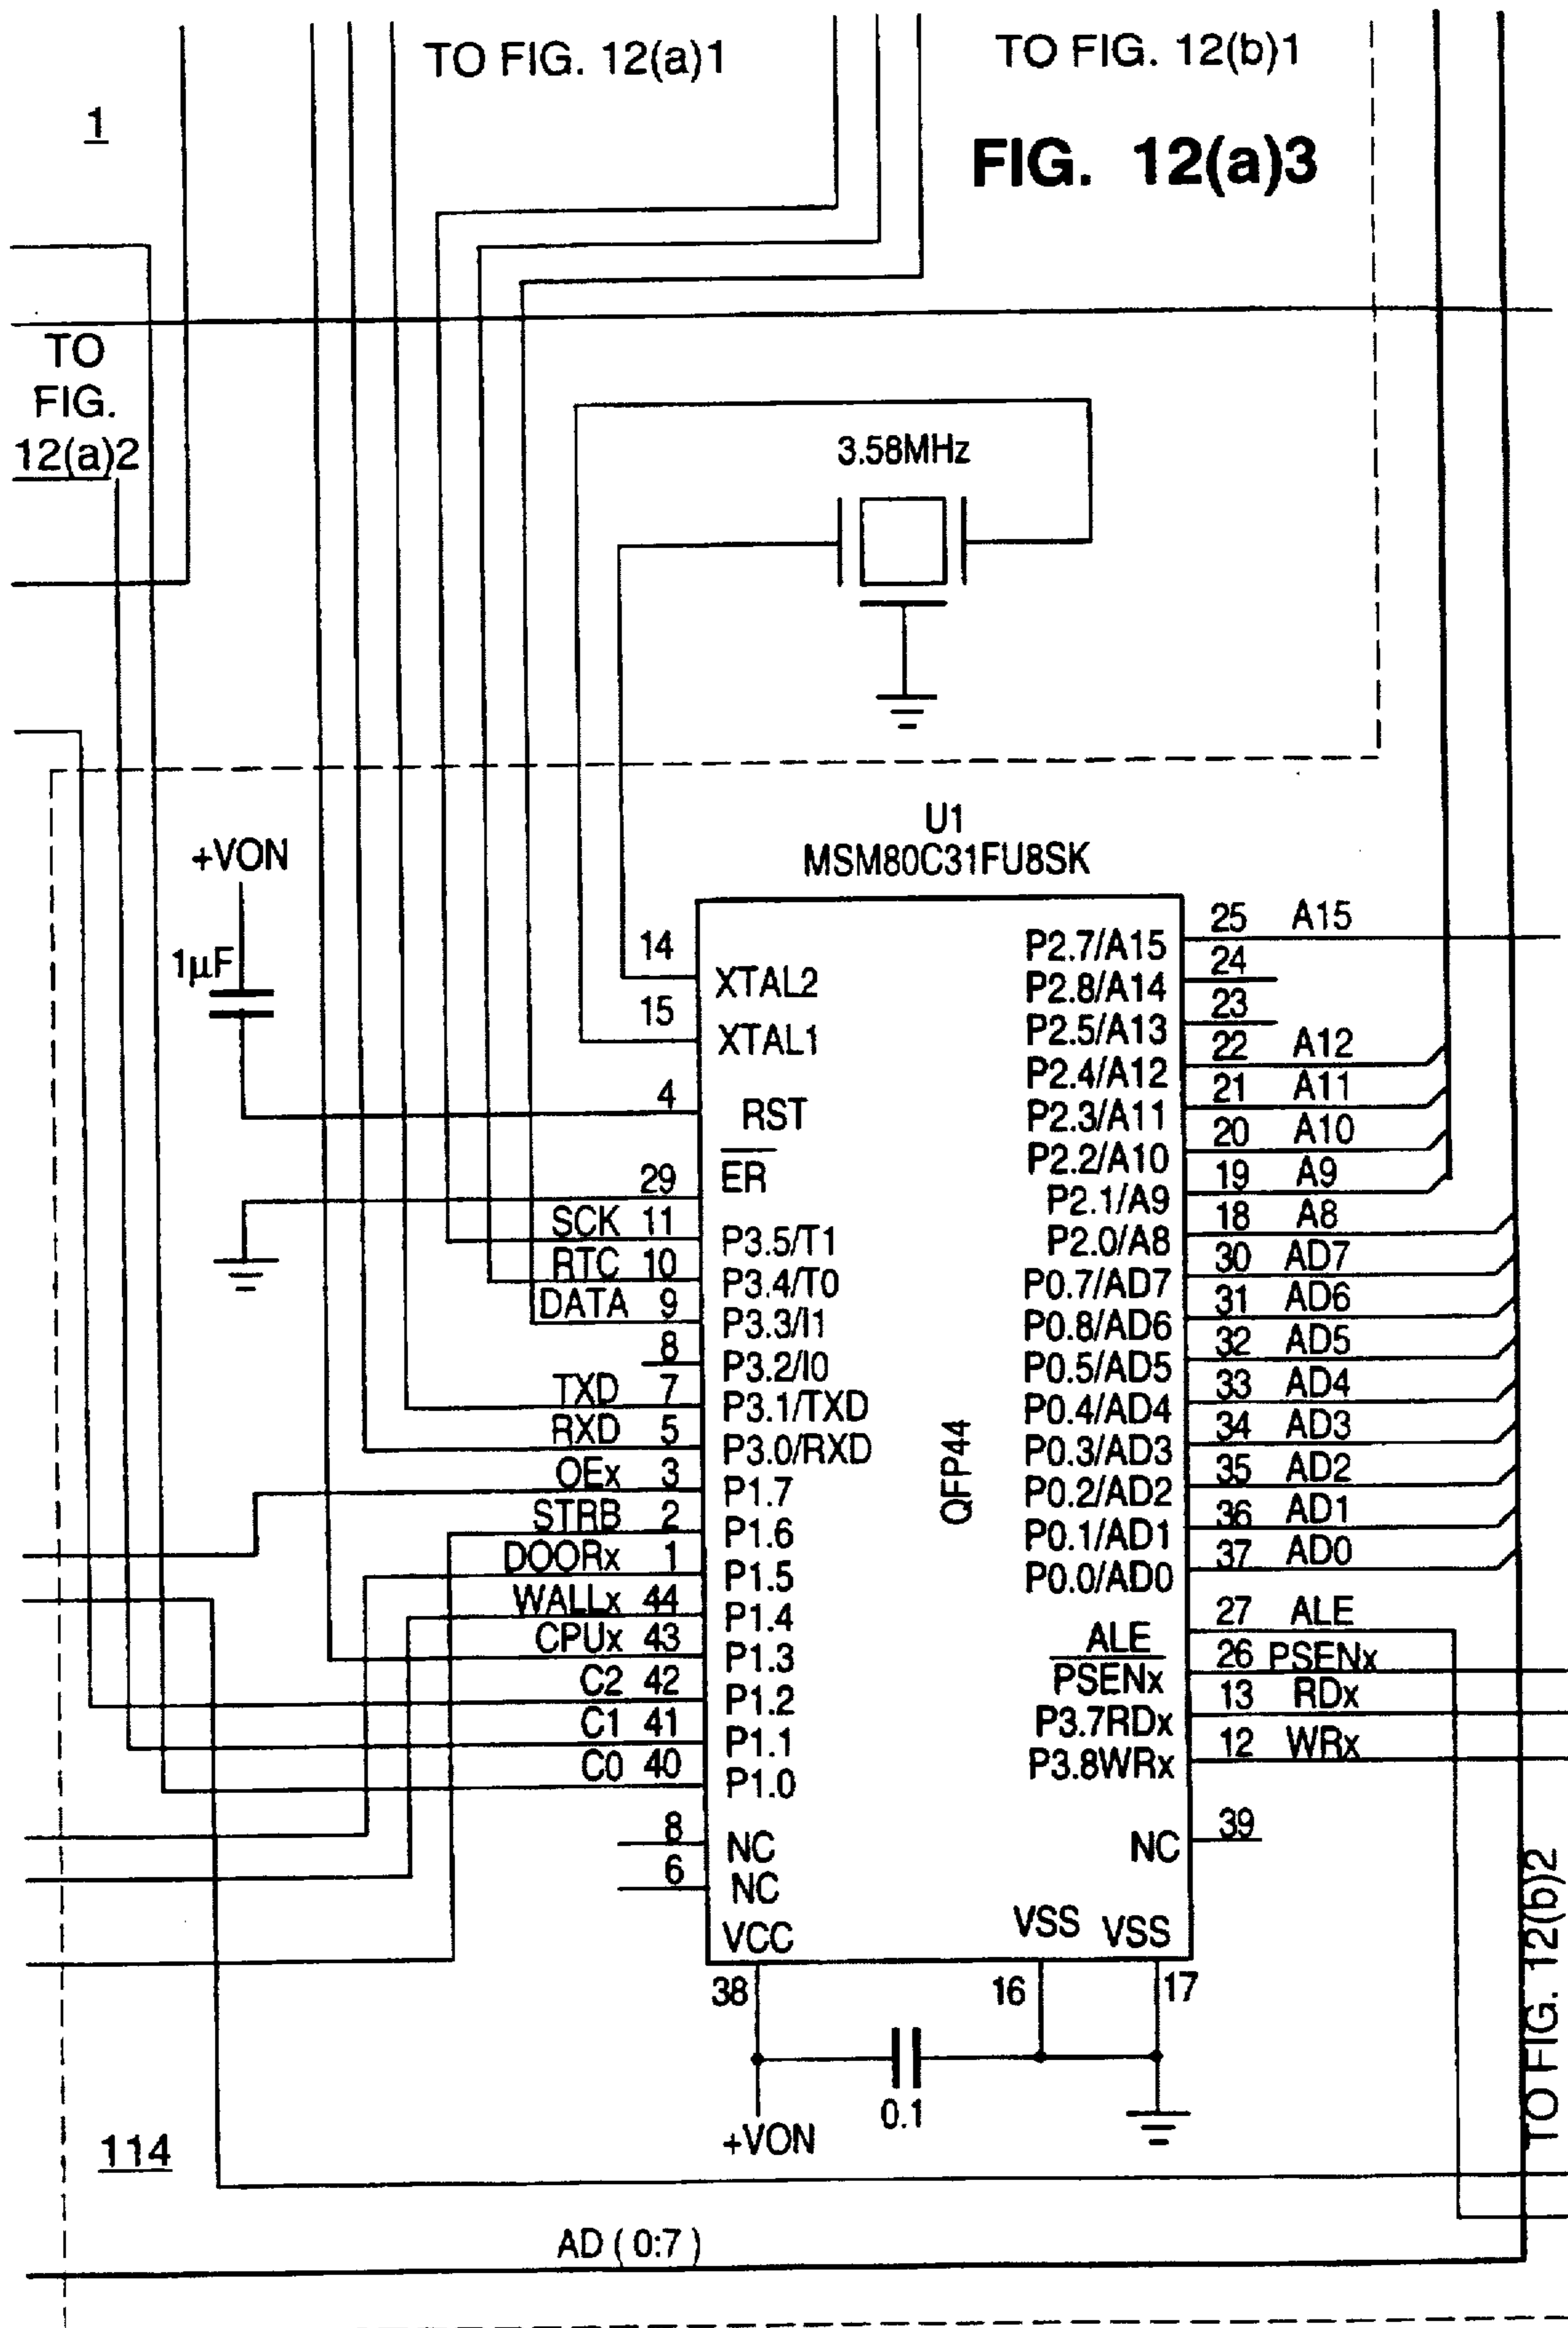 TO FIG. 12(a)1
TO FIG. 12(b)1
1
FIG. 12(a)3
TO
FIG.
12(a)2
3.58MHz
U1
MSM80C31FU8SK
+VON
1µF
14 XTAL2
15 XTAL1
4 RST
29 ER
SCK 11 P3.5/T1
RTC 10 P3.4/T0
DATA 9 P3.3/I1
8 P3.2/I0
TXD 7 P3.1/TXD
RXD 5 P3.0/RXD
OEx 3 P1.7
STRB 2 P1.6
DOORx 1 P1.5
WALLx 44 P1.4
CPUx 43 P1.3
C2 42 P1.2
C1 41 P1.1
C0 40 P1.0
8 NC
6 NC
QFP44
P2.7/A15 25 A15
P2.8/A14 24
P2.5/A13 23
P2.4/A12 22 A12
P2.3/A11 21 A11
P2.2/A10 20 A10
P2.1/A9 19 A9
P2.0/A8 18 A8
P0.7/AD7 30 AD7
P0.8/AD6 31 AD6
P0.5/AD5 32 AD5
P0.4/AD4 33 AD4
P0.3/AD3 34 AD3
P0.2/AD2 35 AD2
P0.1/AD1 36 AD1
P0.0/AD0 37 AD0
ALE 27 ALE
PSENx 26 PSENx
P3.7RDx 13 RDx
P3.8WRx 12 WRx
NC 39
VCC VSS VSS
38 16 17
0.1
+VON
TO FIG. 12(b)2
114
AD ( 0:7 )